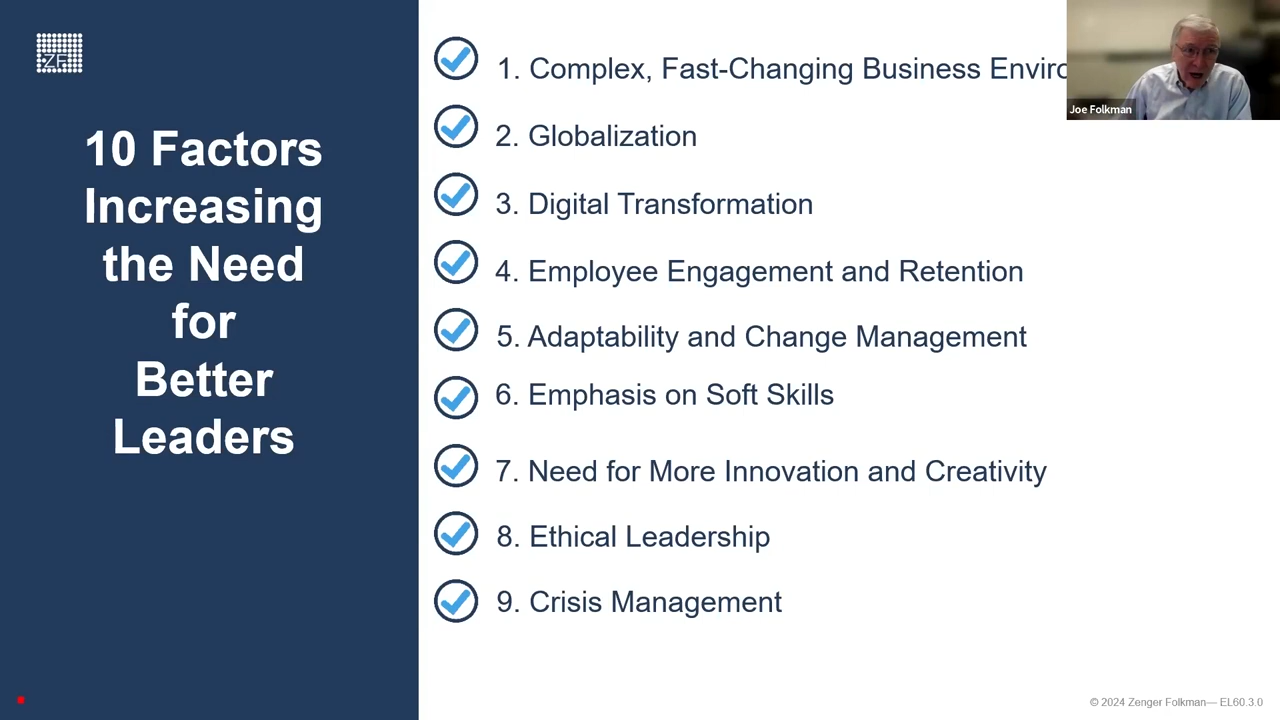 ZF
10 Factors
Increasing
the Need
for
Better
Leaders
1. Complex, Fast-Changing Business Enviro
2. Globalization
3. Digital Transformation
4. Employee Engagement and Retention
5. Adaptability and Change Management
6. Emphasis on Soft Skills
7. Need for More Innovation and Creativity
8. Ethical Leadership
9. Crisis Management
Joe Folkman
© 2024 Zenger Folkman— EL60.3.0